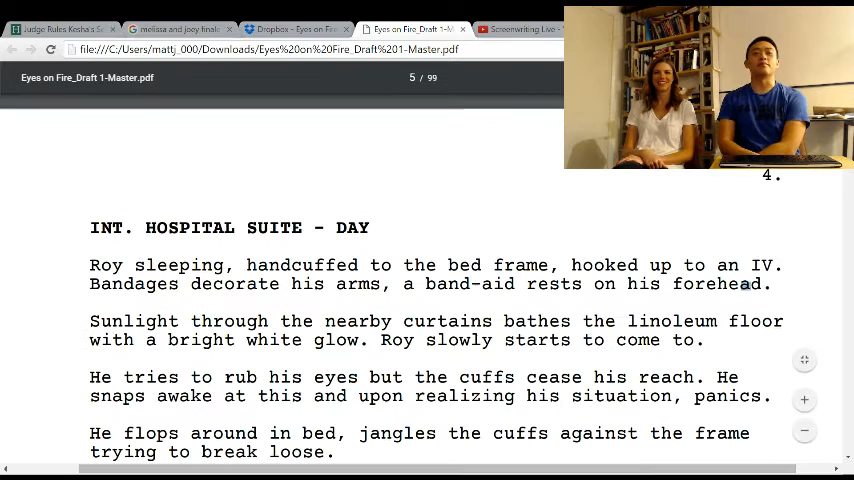 Judge Rules Kesha's Se
melissa and joey finale
Dropbox - Eyes on Fire
Eyes on Fire_Draft 1-M
Screenwriting Live - Yo
file:///C:/Users/mattj_000/Downloads/Eyes%20on%20Fire_Draft%201-Master.pdf
Eyes on Fire_Draft 1-Master.pdf
5 / 99
4.
INT. HOSPITAL SUITE - DAY
Roy sleeping, handcuffed to the bed frame, hooked up to an IV.
Bandages decorate his arms, a band-aid rests on his forehead.
Sunlight through the nearby curtains bathes the linoleum floor
with a bright white glow. Roy slowly starts to come to.
He tries to rub his eyes but the cuffs cease his reach. He
snaps awake at this and upon realizing his situation, panics.
He flops around in bed, jangles the cuffs against the frame
trying to break loose.